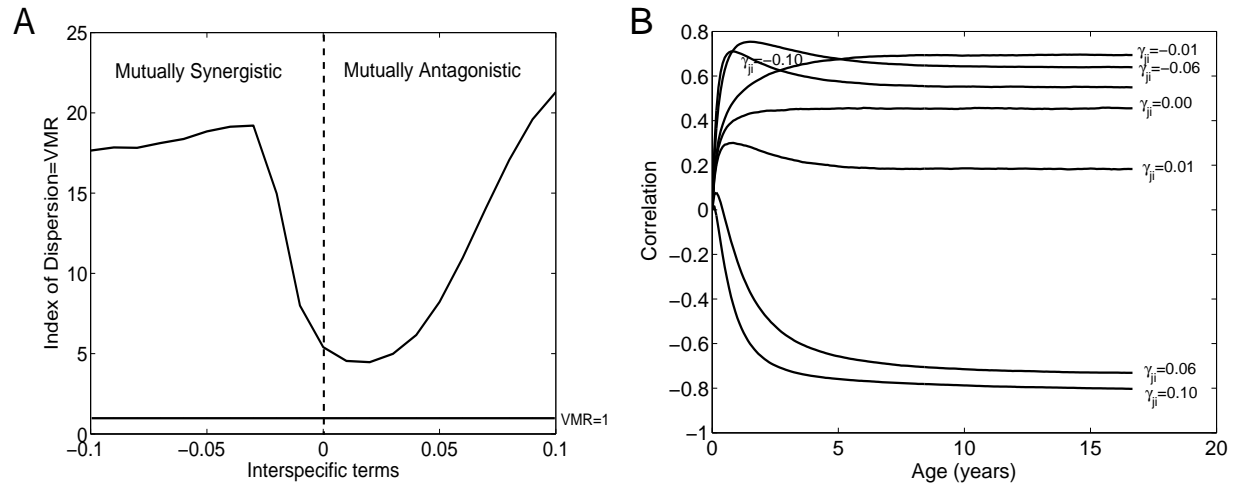 A
25
20
15
10
5
0
Index of Dispersion=VMR
Mutually Synergistic
Mutually Antagonistic
VMR=1
−0.1
−0.05
0
0.05
0.1
Interspecific terms
B
0.8
0.6
0.4
0.2
0
−0.2
−0.4
−0.6
−0.8
−1
Correlation
γji=−0.10
γji=−0.01
γji=−0.06
γji=0.00
γji=0.01
γji=0.06
γji=0.10
0
5
10
15
20
Age (years)